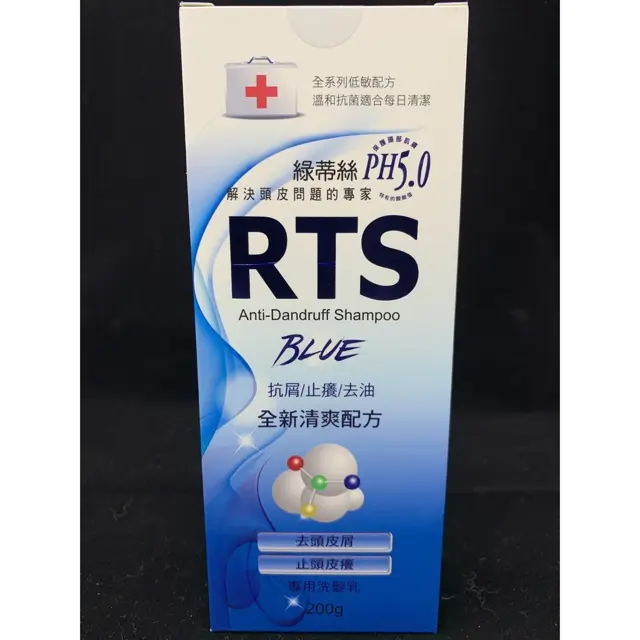 全系列低敏配方
溫和抗菌適合每日清潔
綠蒂絲
PH5.0
解決頭皮問題的專家
RTS
Anti-Dandruff Shampoo
BLUE
抗屑/止癢/去油
全新清爽配方
去頭皮屑
止頭皮癢
專用洗髮乳
200g